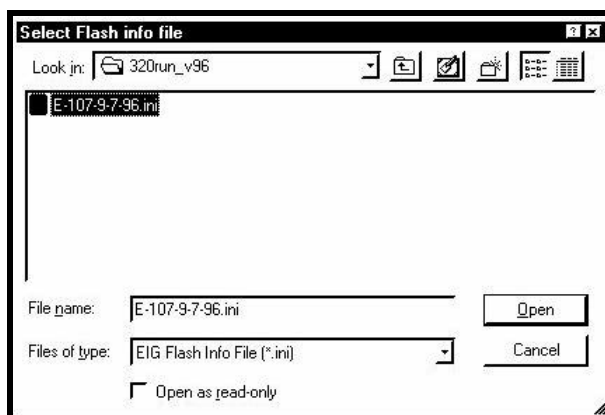 Select Flash info file
Look in: 320run_v96
E-107-9-7-96.ini
File name: E-107-9-7-96.ini Open
Files of type: EIG Flash Info File (*.ini) Cancel
Open as read-only